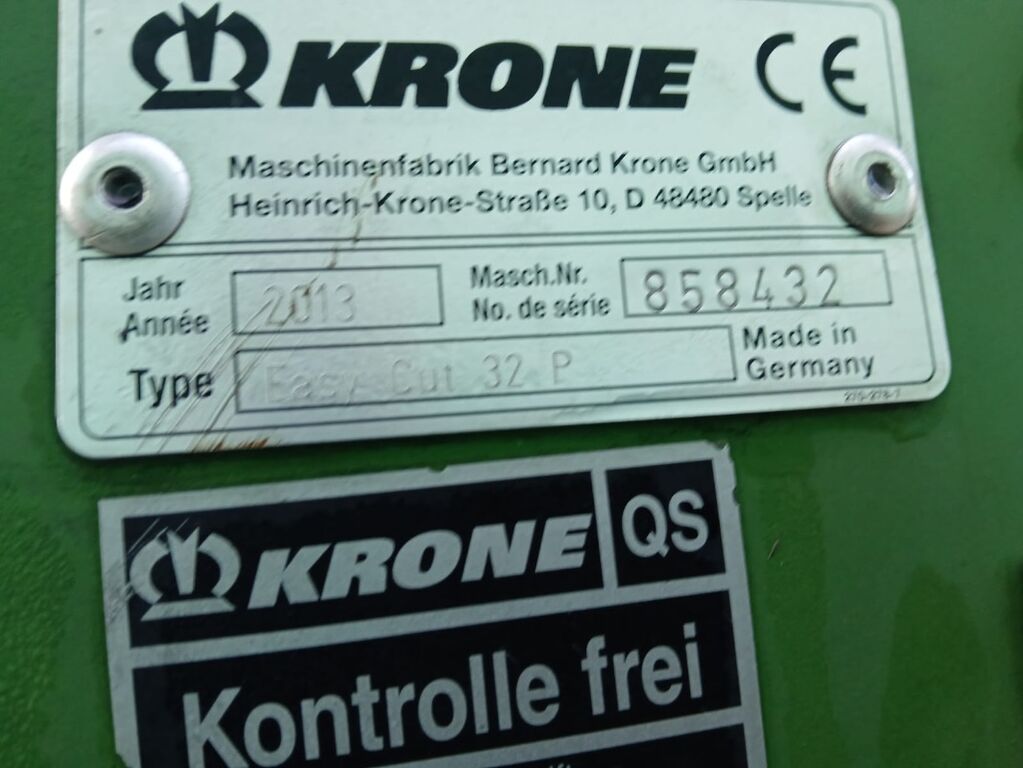 KRONE CE
Maschinenfabrik Bernard Krone GmbH
Heinrich-Krone-Straße 10, D 48480 Spelle
Jahr
Année
2013
Masch.Nr.
No. de série
858432
Type
Easy Cut 32 P
Made in
Germany
KRONE
QS
Kontrolle frei